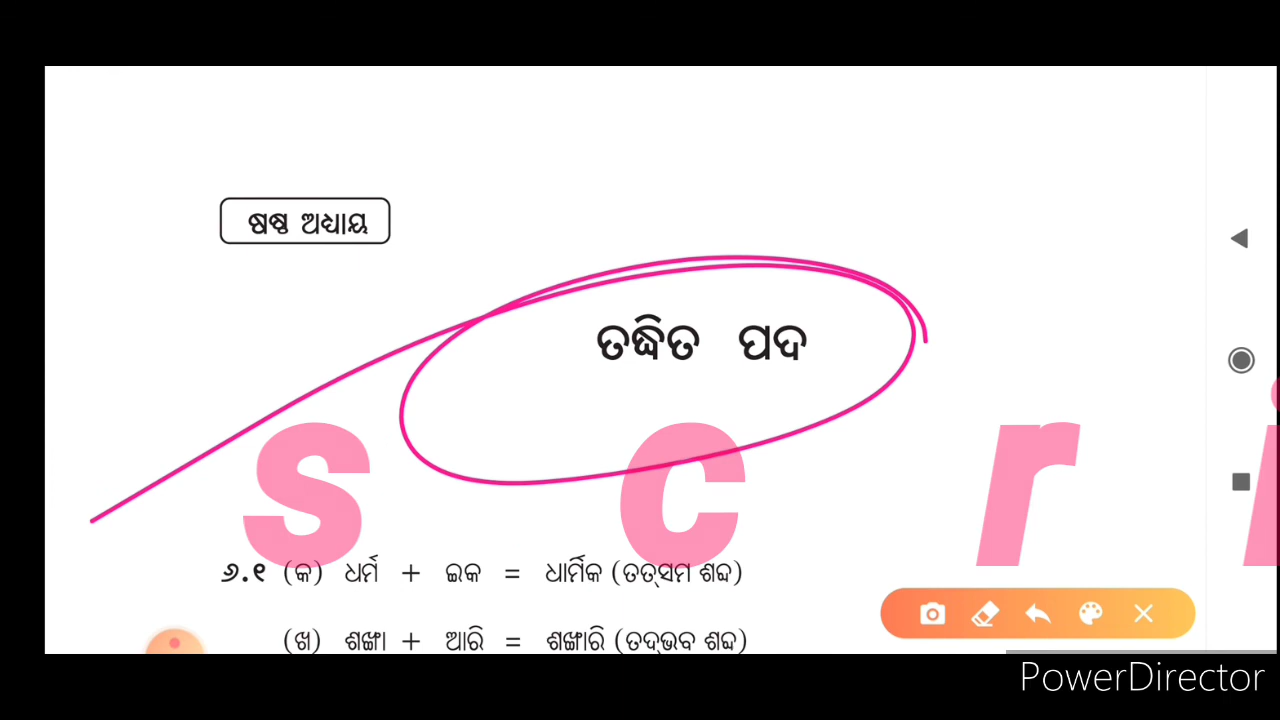 ଷଷ୍ଠ ଅଧ୍ୟାୟ
ତଦ୍ଧିତ ପଦ
s c r i
୬.୧ (କ) ଧର୍ମ + ଇକ = ଧାର୍ମିକ (ତତ୍ସମ ଶବ୍ଦ)
(ଖ) ଶଙ୍ଖା + ଆରି = ଶଙ୍ଖାରି (ତଦ୍ଭବ ଶବ୍ଦ)
PowerDirector